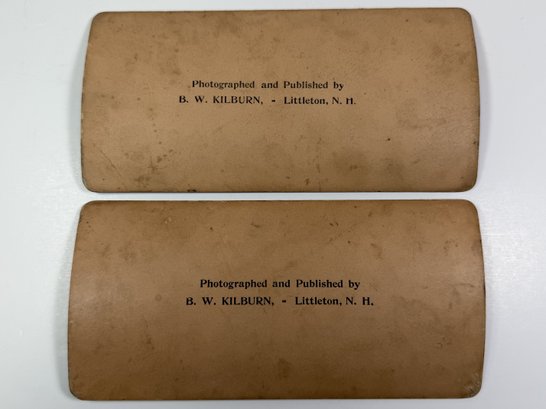 Photographed and Published by
B. W. KILBURN, - Littleton, N. H.
Photographed and Published by
B. W. KILBURN, - Littleton, N. H.